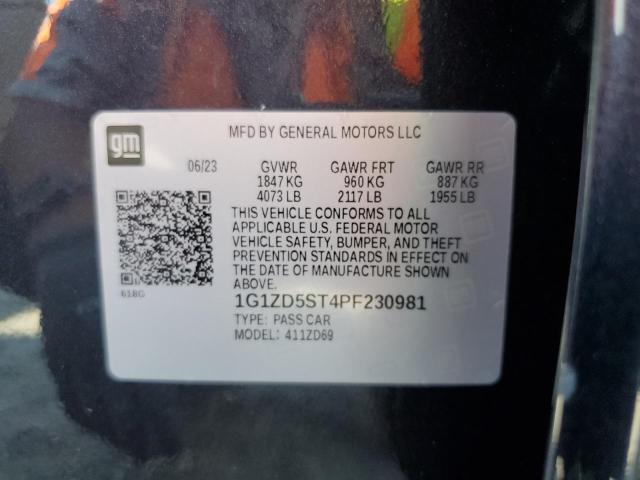 gm
MFD BY GENERAL MOTORS LLC
06/23 GVWR GAWR FRT GAWR RR
1847 KG 960 KG 887 KG
4073 LB 2117 LB 1955 LB
THIS VEHICLE CONFORMS TO ALL
APPLICABLE U.S. FEDERAL MOTOR
VEHICLE SAFETY, BUMPER, AND THEFT
PREVENTION STANDARDS IN EFFECT ON
THE DATE OF MANUFACTURE SHOWN
ABOVE.
618G
1G1ZD5ST4PF230981
TYPE: PASS CAR
MODEL: 411ZD69